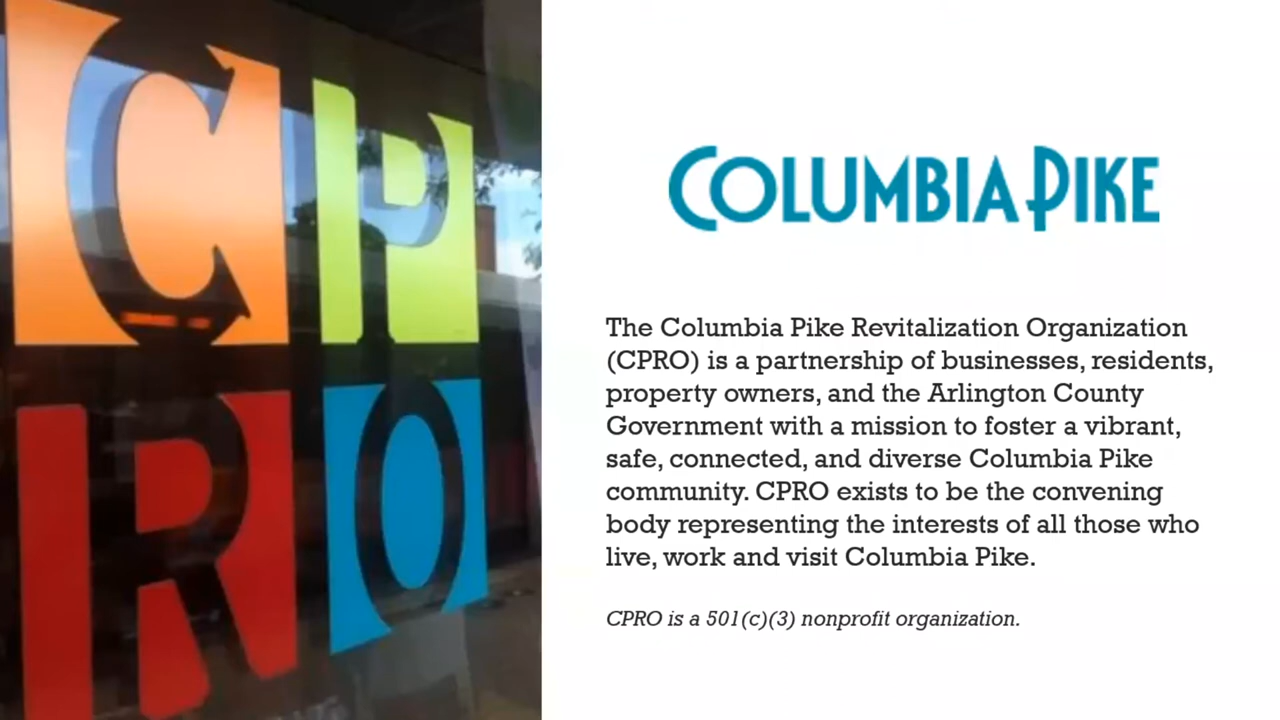 C P
R O
COLUMBIA PIKE
The Columbia Pike Revitalization Organization
(CPRO) is a partnership of businesses, residents,
property owners, and the Arlington County
Government with a mission to foster a vibrant,
safe, connected, and diverse Columbia Pike
community. CPRO exists to be the convening
body representing the interests of all those who
live, work and visit Columbia Pike.
CPRO is a 501(c)(3) nonprofit organization.